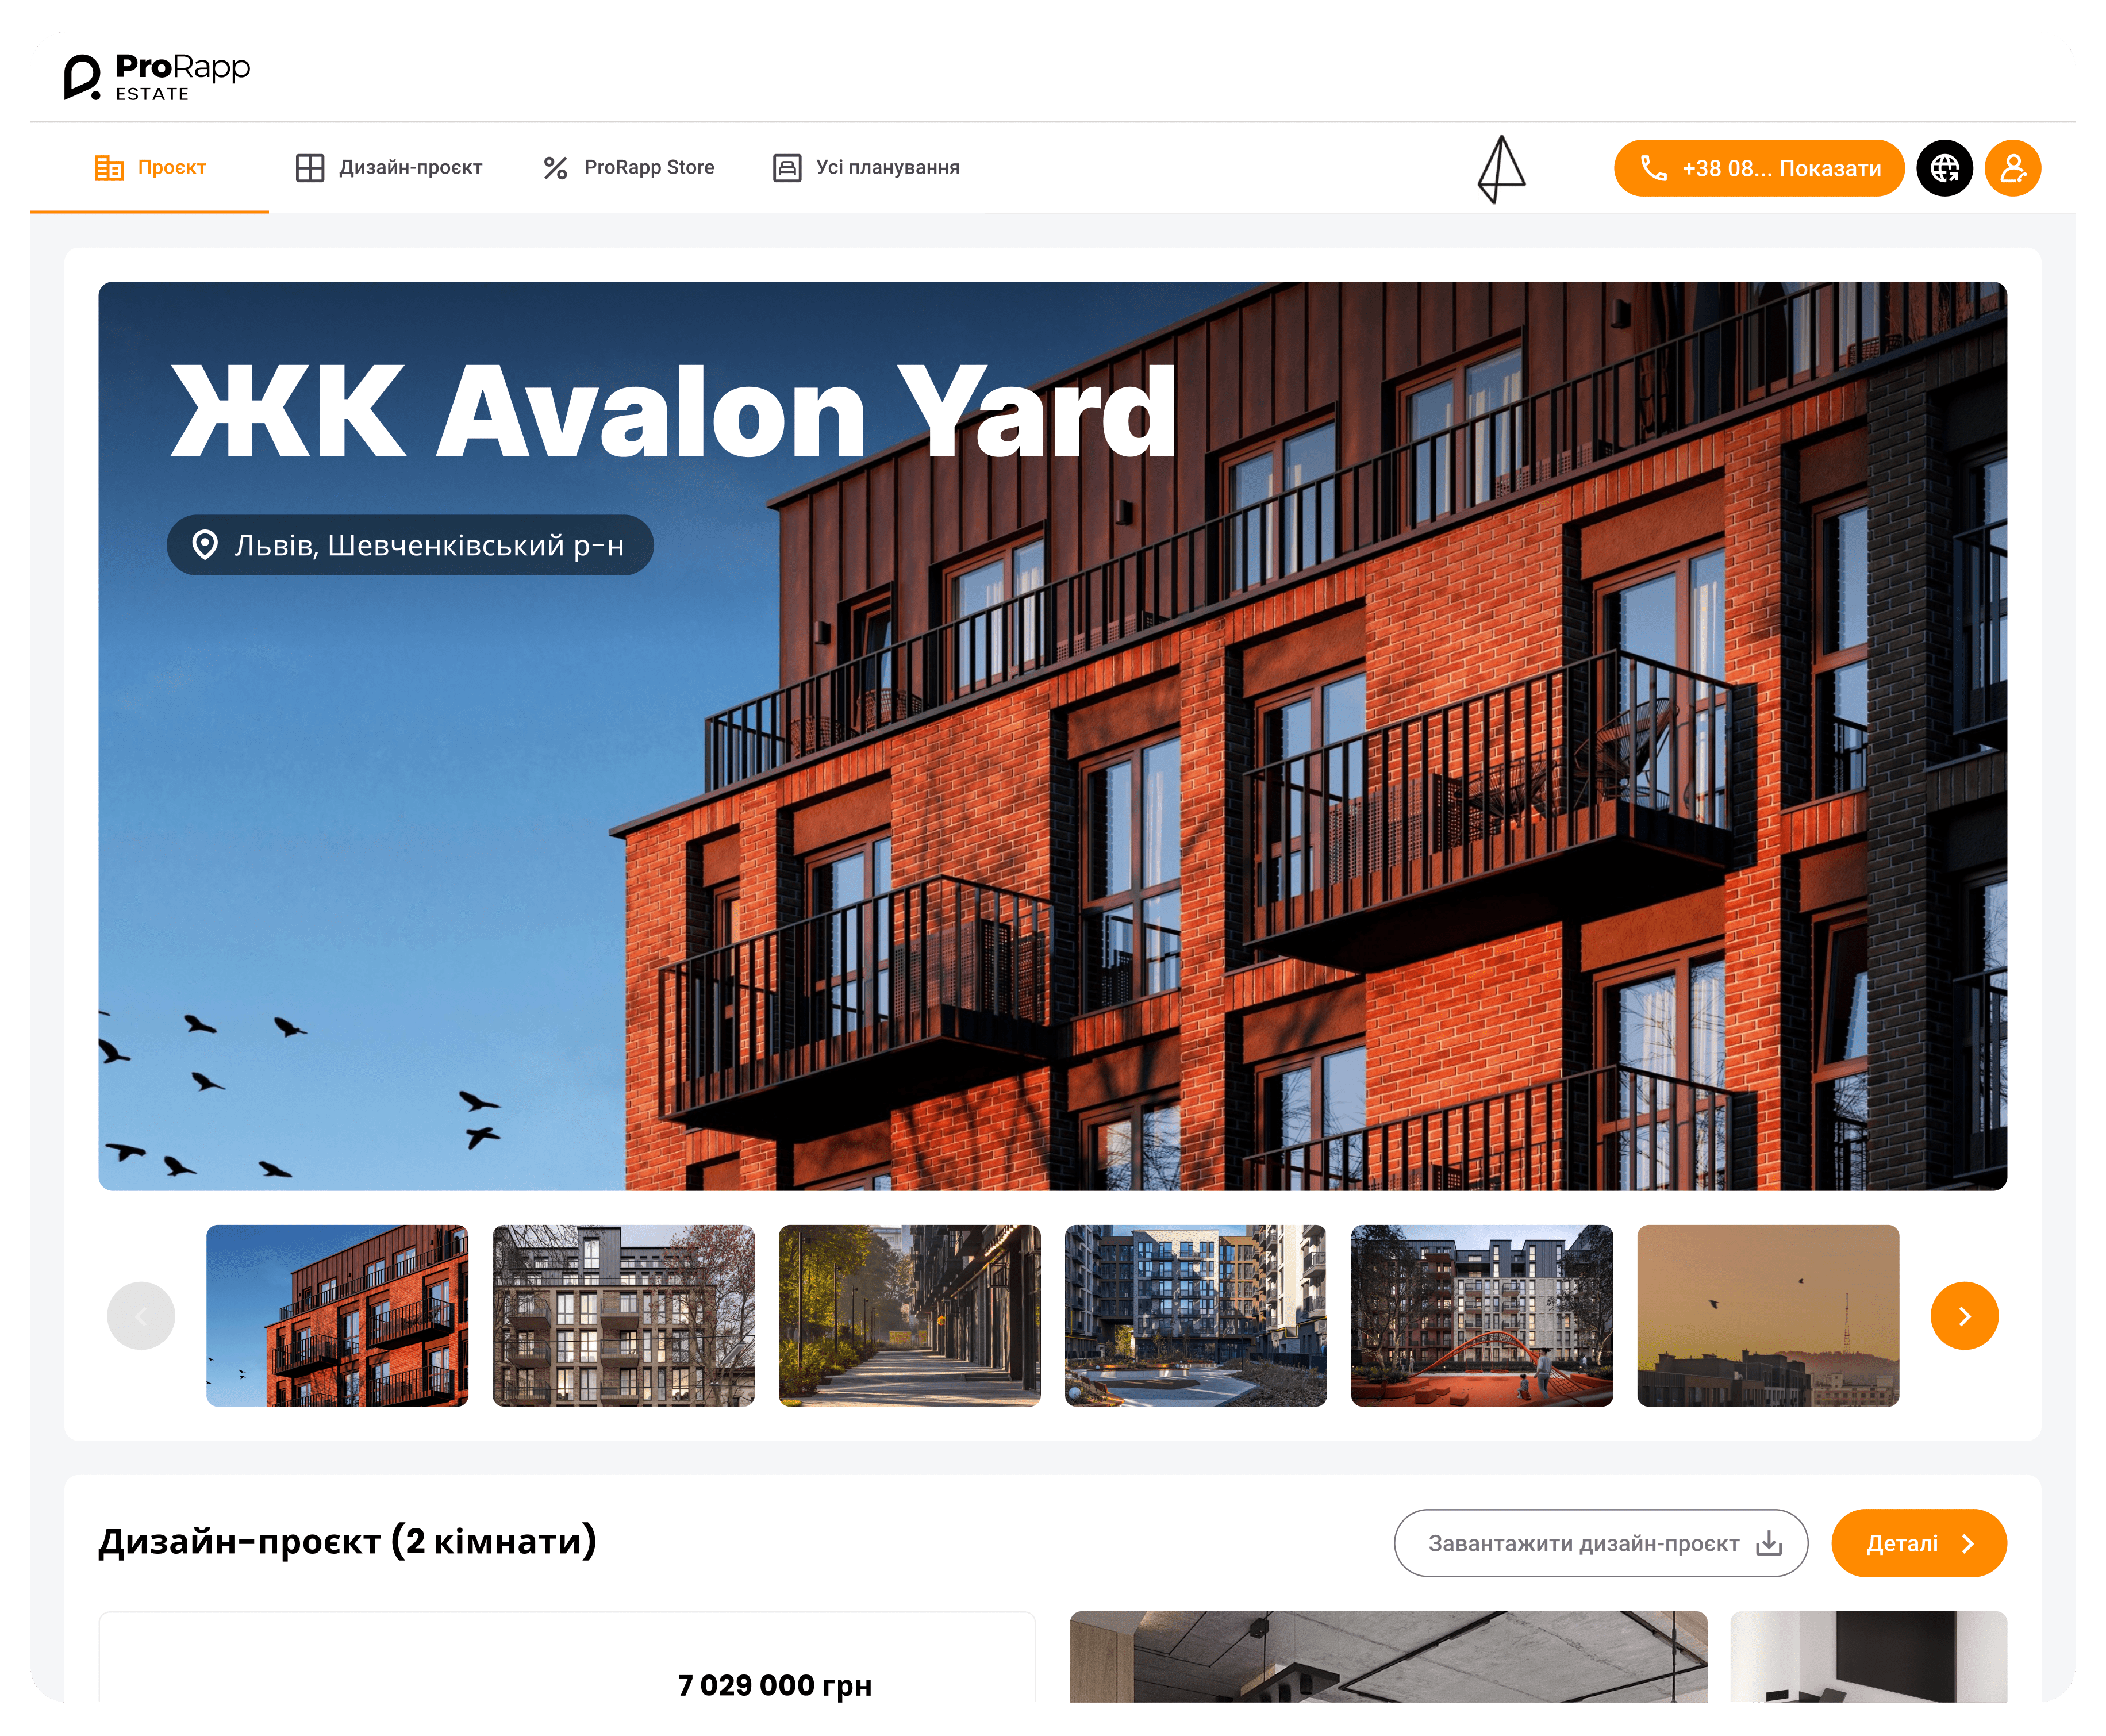 ProRapp
ESTATE
Проєкт
Дизайн-проєкт
ProRapp Store
Усі планування
+38 08... Показати
ЖК Avalon Yard
Львів, Шевченківський р-н
Дизайн-проєкт (2 кімнати)
Завантажити дизайн-проєкт
Деталі
7 029 000 грн